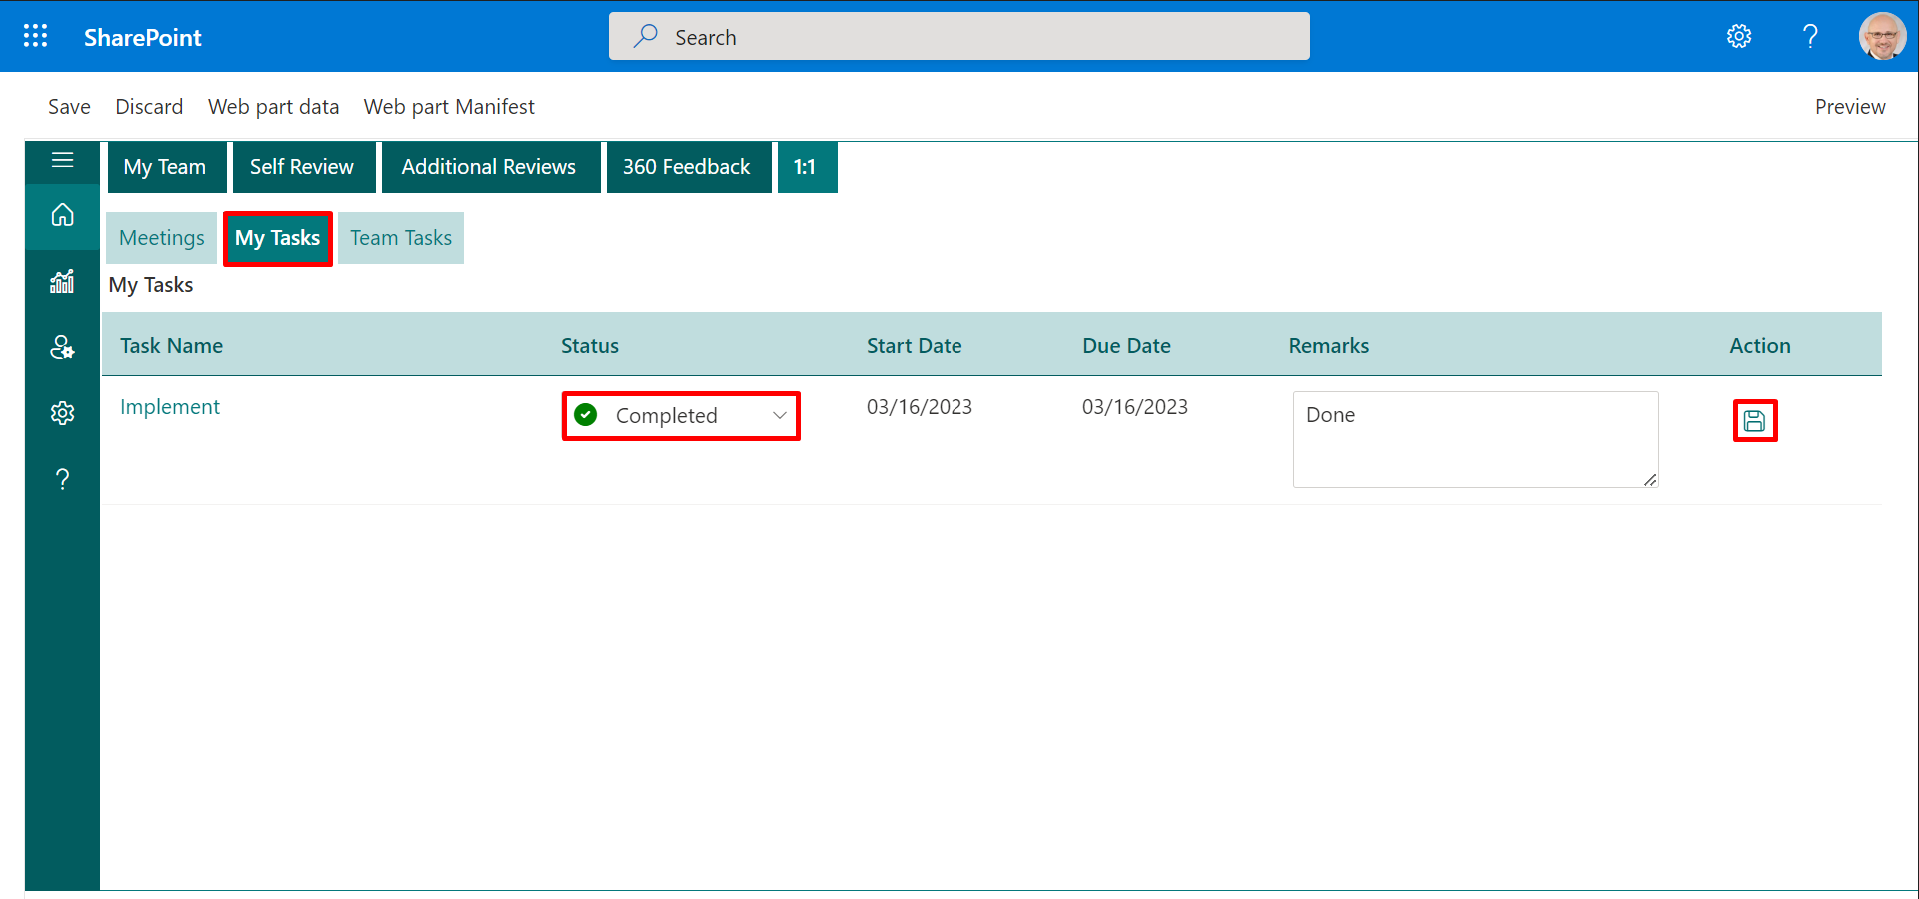 SharePoint Search
Save Discard Web part data Web part Manifest Preview
My Team Self Review Additional Reviews 360 Feedback 1:1
Meetings My Tasks Team Tasks
My Tasks
Task Name Status Start Date Due Date Remarks Action
Implement Completed 03/16/2023 03/16/2023 Done